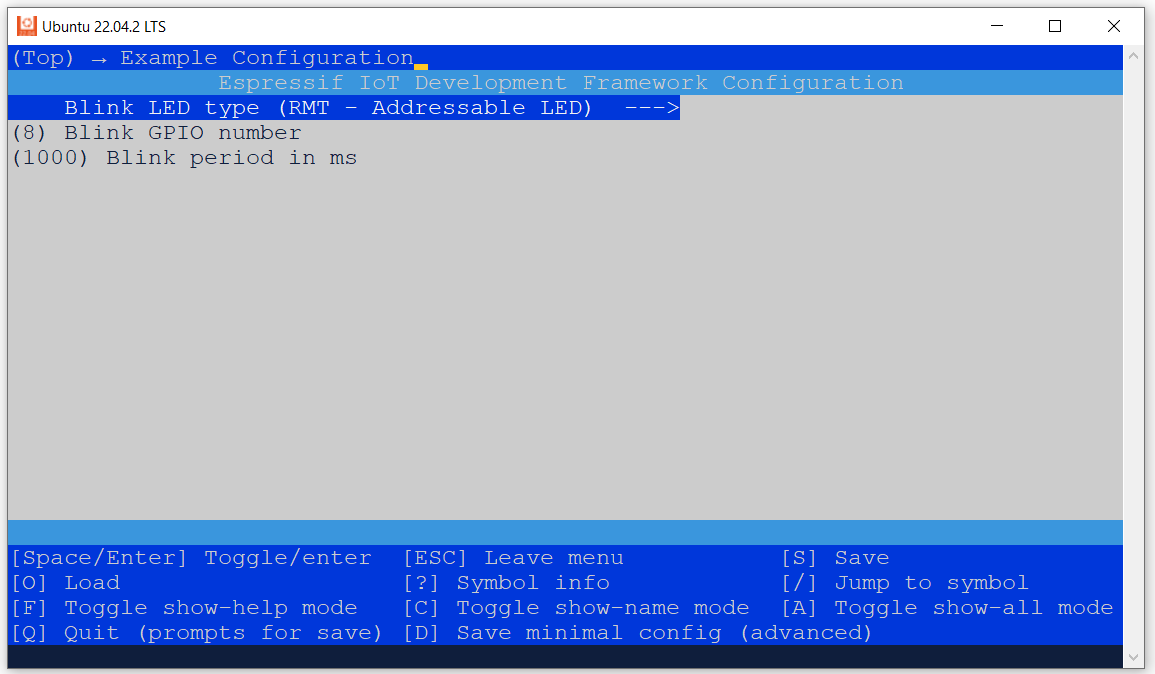 Ubuntu 22.04.2 LTS
(Top) → Example Configuration
Espressif IoT Development Framework Configuration
Blink LED type (RMT - Addressable LED)  --->
(8) Blink GPIO number
(1000) Blink period in ms
[Space/Enter] Toggle/enter  [ESC] Leave menu  [S] Save
[O] Load  [?] Symbol info  [/] Jump to symbol
[F] Toggle show-help mode  [C] Toggle show-name mode  [A] Toggle show-all mode
[Q] Quit (prompts for save)  [D] Save minimal config (advanced)